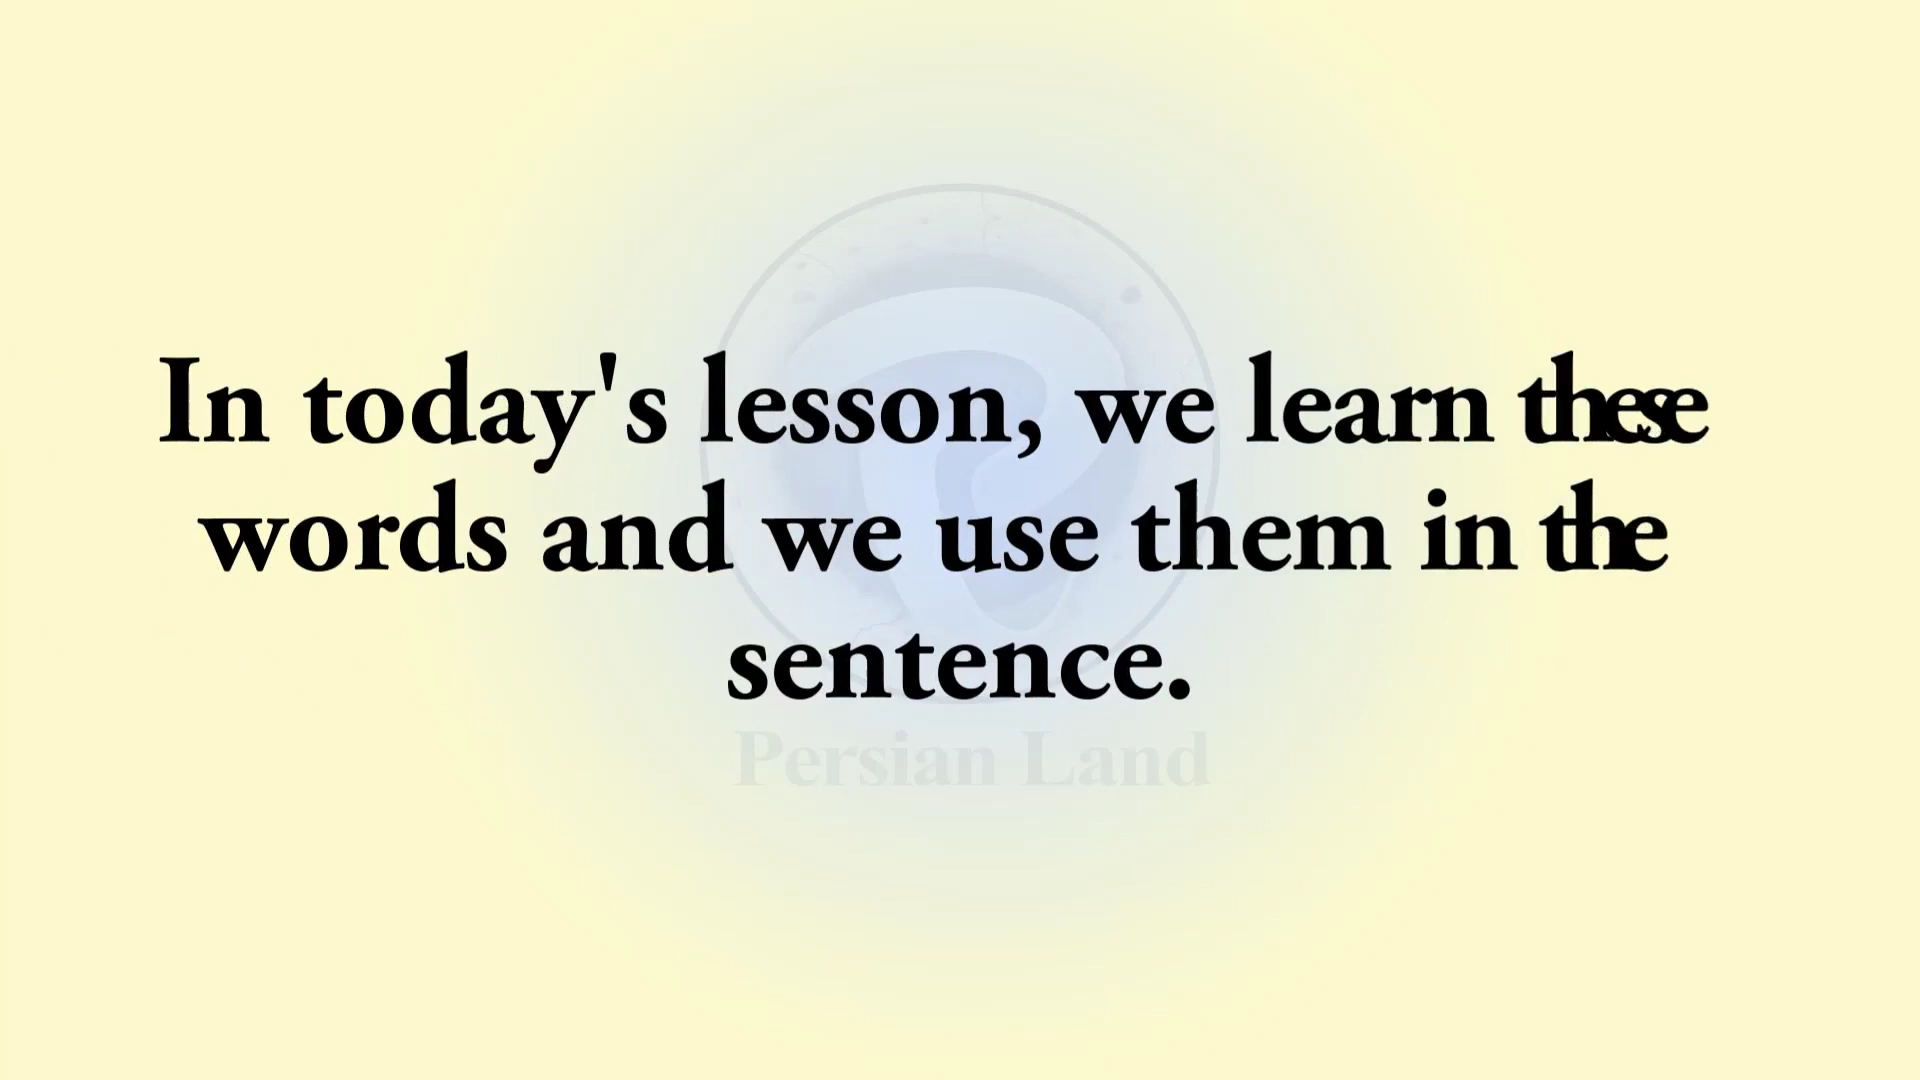 In today's lesson, we learn these
words and we use them in the
sentence.
Persian Land